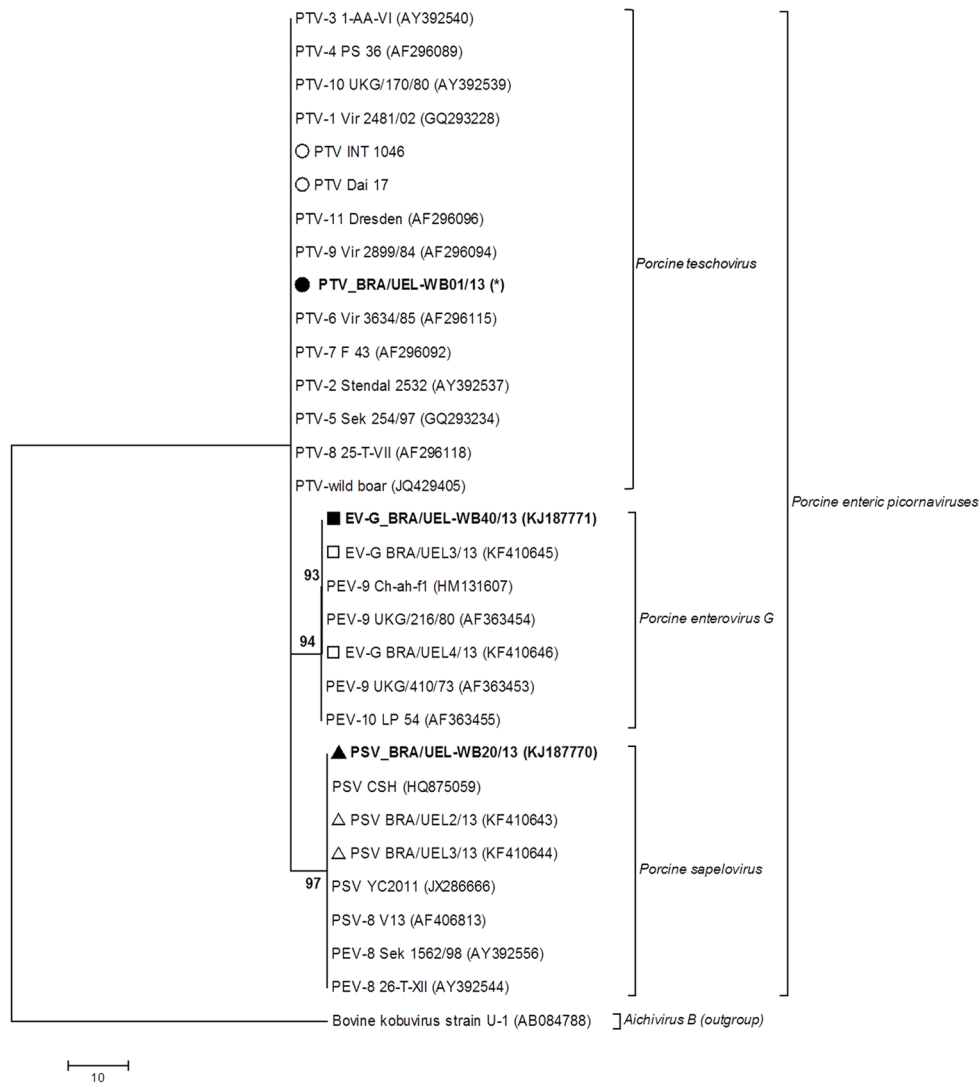 PTV-3 1-AA-VI (AY392540)
PTV-4 PS 36 (AF296089)
PTV-10 UKG/170/80 (AY392539)
PTV-1 Vir 2481/02 (GQ293228)
PTV INT 1046
PTV Dai 17
PTV-11 Dresden (AF296096)
PTV-9 Vir 2899/84 (AF296094)
Porcine teschovirus
PTV_BRA/UEL-WB01/13 (*)
PTV-6 Vir 3634/85 (AF296115)
PTV-7 F 43 (AF296092)
PTV-2 Stendal 2532 (AY392537)
PTV-5 Sek 254/97 (GQ293234)
PTV-8 25-T-VII (AF296118)
PTV-wild boar (JQ429405)
Porcine enteric picornaviruses
EV-G_BRA/UEL-WB40/13 (KJ187771)
EV-G BRA/UEL3/13 (KF410645)
93
PEV-9 Ch-ah-f1 (HM131607)
PEV-9 UKG/216/80 (AF363454)
Porcine enterovirus G
94
EV-G BRA/UEL4/13 (KF410646)
PEV-9 UKG/410/73 (AF363453)
PEV-10 LP 54 (AF363455)
PSV_BRA/UEL-WB20/13 (KJ187770)
PSV CSH (HQ875059)
PSV BRA/UEL2/13 (KF410643)
PSV BRA/UEL3/13 (KF410644)
Porcine sapelovirus
97
PSV YC2011 (JX286666)
PSV-8 V13 (AF406813)
PEV-8 Sek 1562/98 (AY392556)
PEV-8 26-T-XII (AY392544)
Bovine kobuvirus strain U-1 (AB084788)
Aichivirus B (outgroup)
10